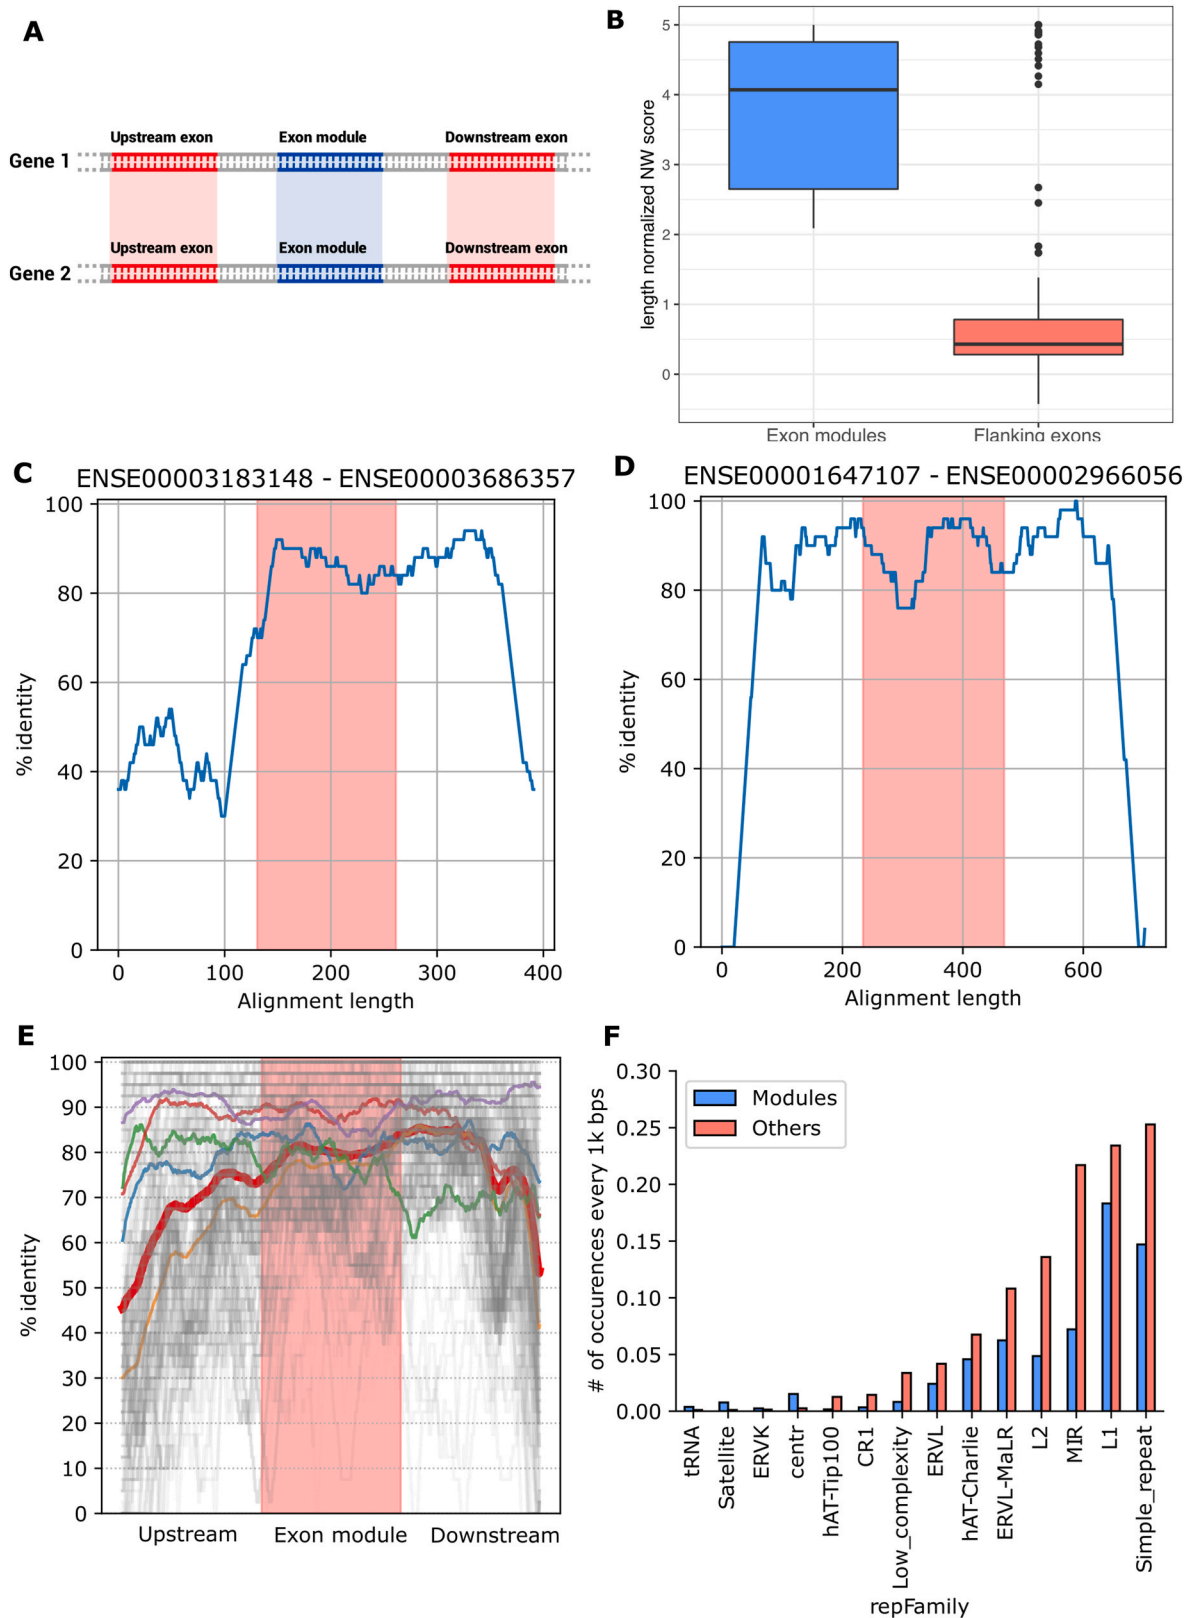 A
Upstream exon Exon module Downstream exon
Gene 1
Upstream exon Exon module Downstream exon
Gene 2
B
length normalized NW score
5
4
3
2
1
0
Exon modules Flanking exons
C
ENSE00003183148 - ENSE00003686357
% identity
100
80
60
40
20
0
0 100 200 300 400
Alignment length
D
ENSE00001647107 - ENSE00002966056
% identity
100
80
60
40
20
0
0 200 400 600
Alignment length
E
% identity
100
90
80
70
60
50
40
30
20
10
0
Upstream Exon module Downstream
F
# of occurences every 1k bps
0.30
0.25
0.20
0.15
0.10
0.05
0.00
Modules
Others
tRNA
Satellite
ERVK
centr
hAT-Tip100
CR1
Low_complexity
ERVL
hAT-Charlie
ERVL-MaLR
L2
MIR
L1
Simple_repeat
repFamily